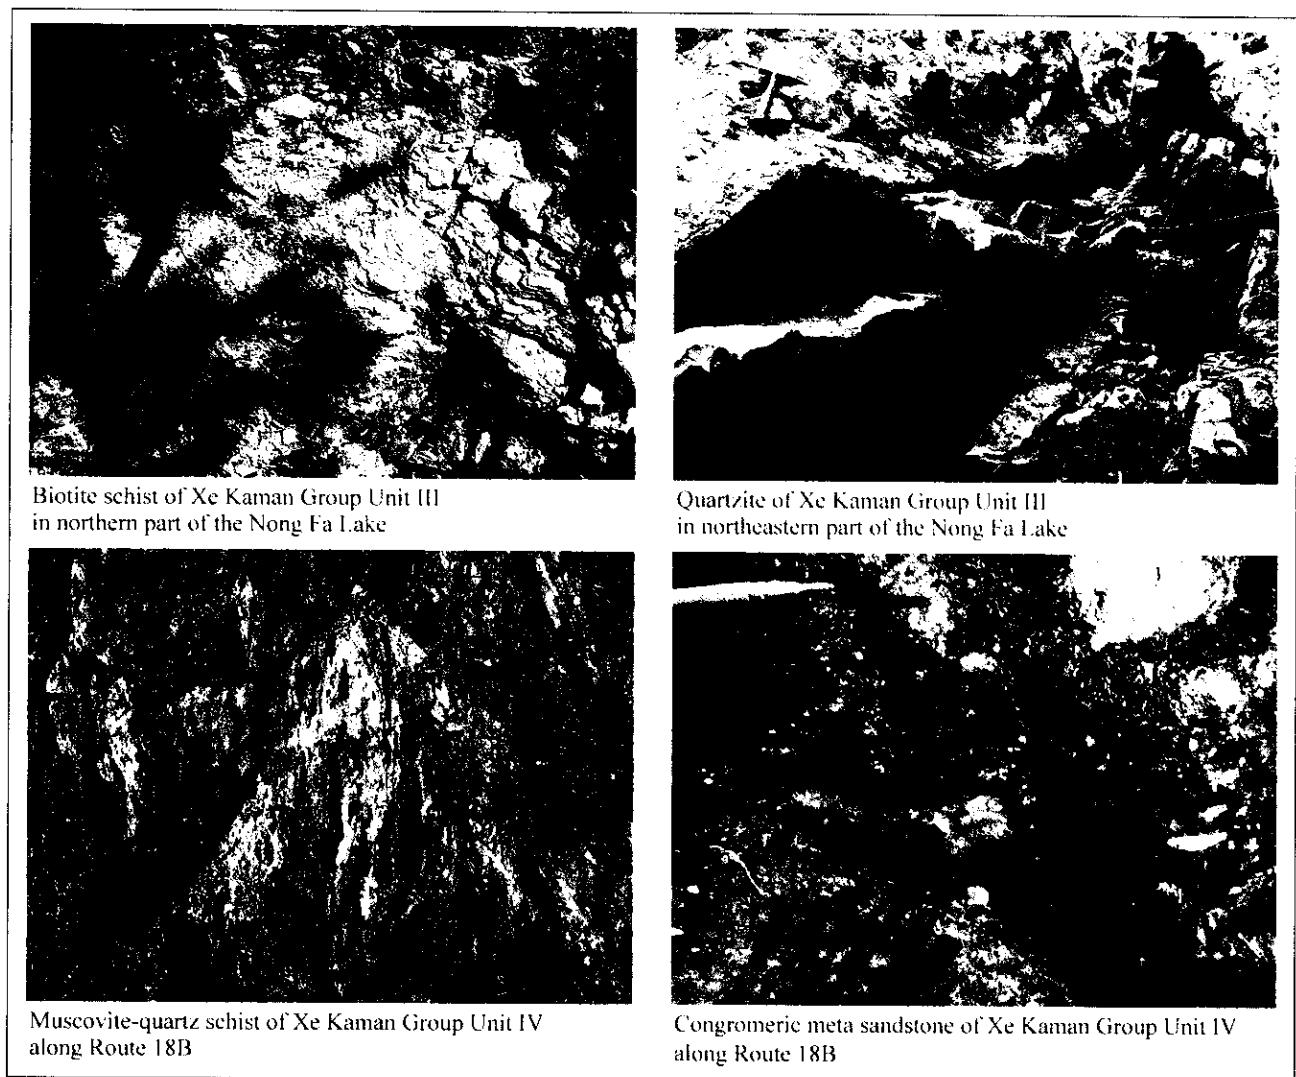 Biotite schist of Xe Kaman Group Unit III
in northern part of the Nong Fa Lake
Quartzite of Xe Kaman Group Unit III
in northeastern part of the Nong Fa Lake
Muscovite-quartz schist of Xe Kaman Group Unit IV
along Route 18B
Congromeric meta sandstone of Xe Kaman Group Unit IV
along Route 18B